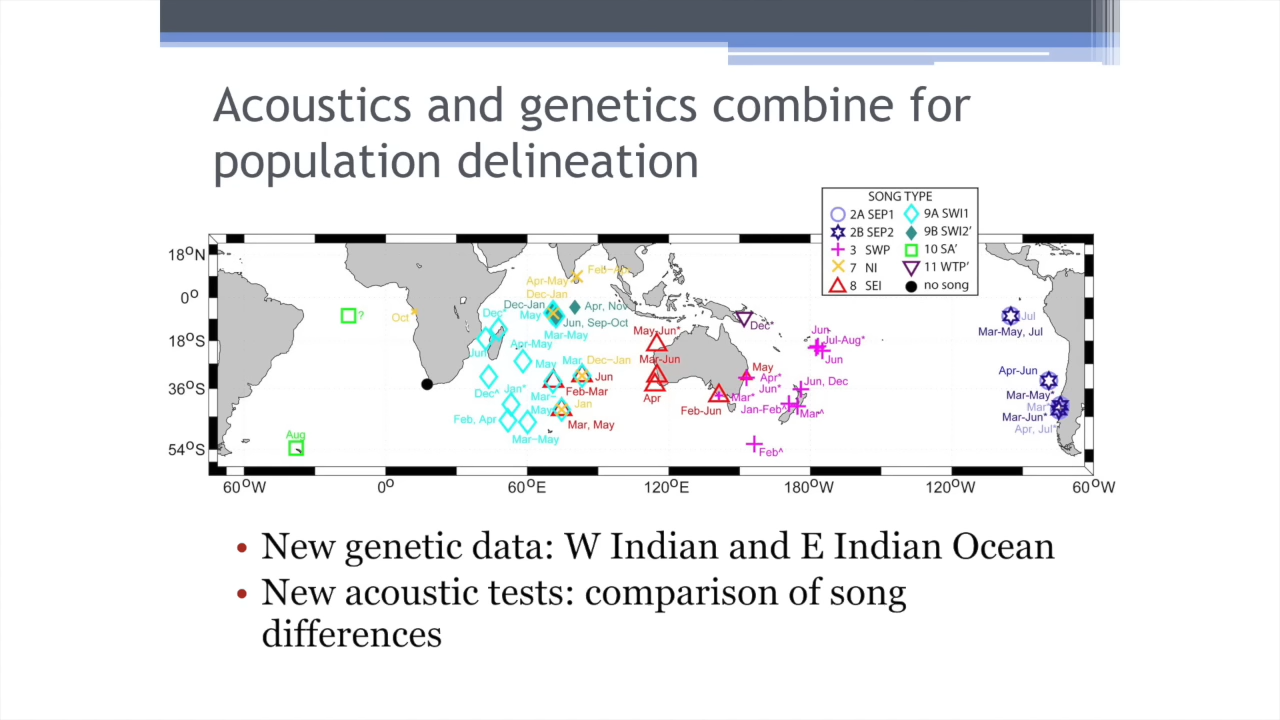 Acoustics and genetics combine for
population delineation
SONG TYPE
2A SEP1
9A SWI1
2B SEP2
9B SWI2'
3 SWP
10 SA'
7 NI
11 WTP'
8 SEI
no song
18°N
0°
18°S
36°S
54°S
60°W
0°
60°E
120°E
180°W
120°W
60°W
?
Aug
Oct
Apr-May
Dec-Jan
Dec-Jan
May
Apr, Nov
Jun, Sep-Oct
Mar-May
Dec^
Jun
Apr-May
May
Dec^
Jan*
Feb, Apr
Mar-
May
Mar-May
Mar, Dec-Jan
Jun
Feb-Mar
Jan
Mar, May
May-Jun*
Mar-Jun
Apr
Feb-Jun
Dec*
May
Apr*
Jun*
Mar*
Jan-Feb^
Mar^
Feb^
Jun, Dec
Jun*
Jul-Aug*
Jun
Jul
Mar-May, Jul
Apr-Jun
Mar-May*
Mar*
Mar-Jun*
Apr, Jul*
• New genetic data: W Indian and E Indian Ocean
• New acoustic tests: comparison of song
differences